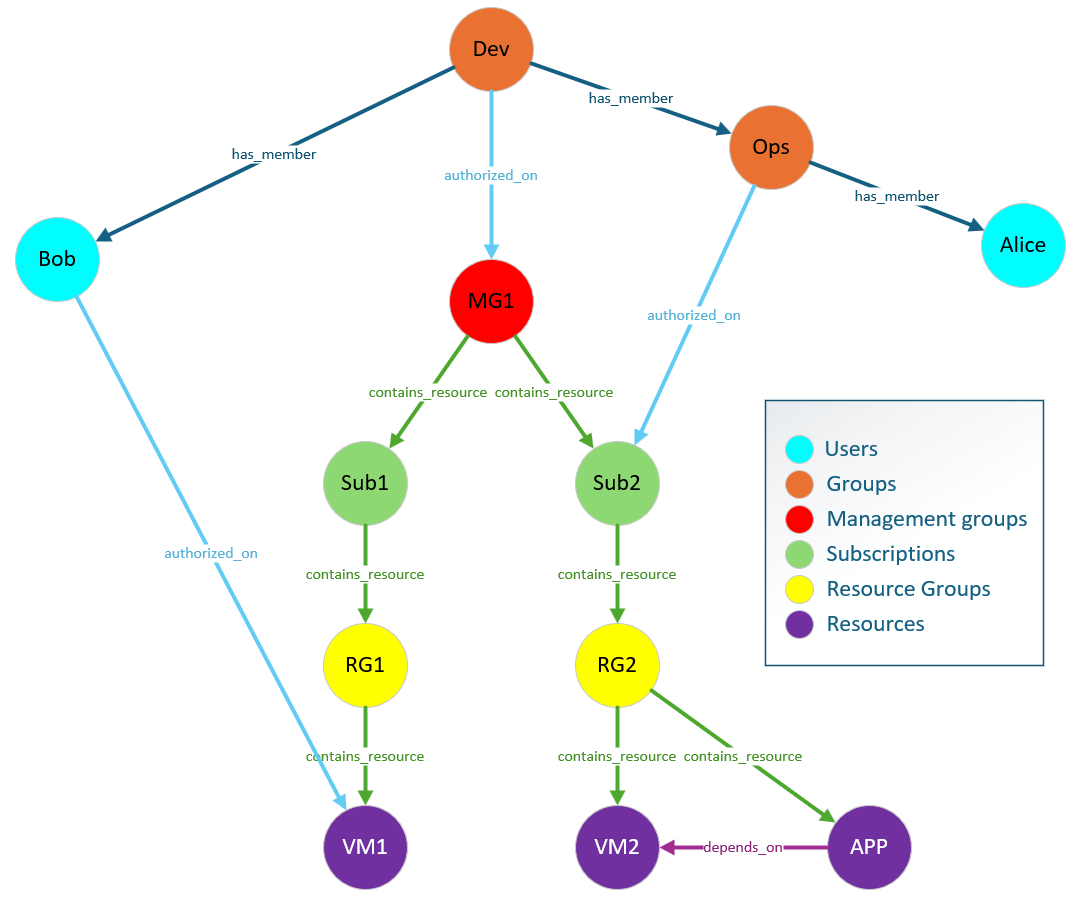 Dev
has_member
Ops
has_member
authorized_on
has_member
Alice
Bob
MG1
authorized_on
contains_resource
contains_resource
Sub1
Sub2
authorized_on
contains_resource
contains_resource
RG1
RG2
contains_resource
contains_resource
contains_resource
VM1
VM2
depends_on
APP
Users
Groups
Management groups
Subscriptions
Resource Groups
Resources